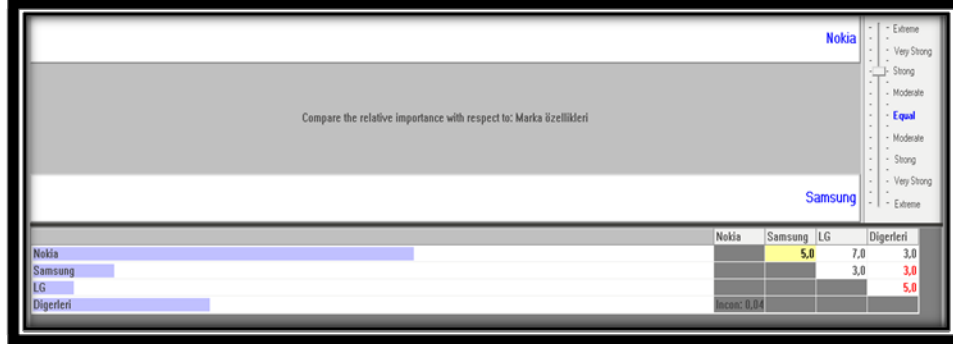 Nokia
Compare the relative importance with respect to: Marka özellikleri
Samsung
Extreme
Very Strong
Strong
Moderate
Equal
Moderate
Strong
Very Strong
Extreme
Nokia Samsung LG Digerleri
Nokia 5,0 7,0 3,0
Samsung 3,0 3,0
LG 5,0
Digerleri Incon: 0,04